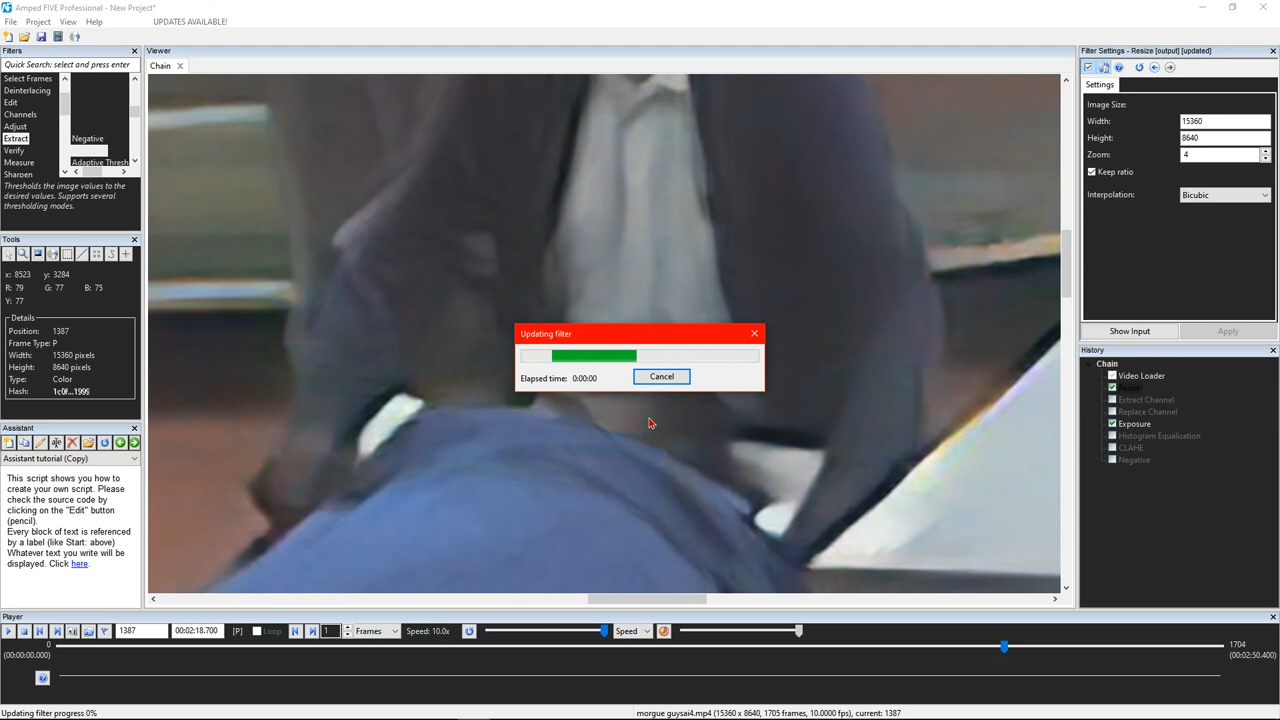 Amped FIVE Professional - New Project*
File Project View Help UPDATES AVAILABLE!
Filters
Quick Search: select and press enter
Select Frames
Deinterlacing
Edit
Channels
Adjust
Extract
Verify
Measure
Sharpen
Negative
Adaptive Thresh
Thresholds the image values to the
desired values. Supports several
thresholding modes.
Tools
x: 8523 y: 3284
R: 79 G: 77 B: 75
Y: 77
Details
Position: 1387
Frame Type: P
Width: 15360 pixels
Height: 8640 pixels
Type: Color
Hash: 1c0f...1999
Assistant
Assistant tutorial (Copy)
This script shows you how to
create your own script. Please
check the source code by
clicking on the "Edit" button
(pencil).
Every block of text is referenced
by a label (like Start: above)
Whatever text you write will be
displayed. Click here.
Viewer
Chain
Updating filter
Elapsed time: 0:00:00
Cancel
Filter Settings - Resize [output] [updated]
Settings
Image Size:
Width: 15360
Height: 8640
Zoom: 4
Keep ratio
Interpolation: Bicubic
Show Input Apply
History
Chain
Video Loader
Resize
Extract Channel
Replace Channel
Exposure
Histogram Equalization
CLAHE
Negative
Player
1387 00:02:18.700 [P] Loop 1 Frames Speed: 10.0x Speed
0 1704
(00:00:00.000) (00:02:50.400)
Updating filter progress 0% morgue guysai4.mp4 (15360 x 8640, 1705 frames, 10.0000 fps), current: 1387